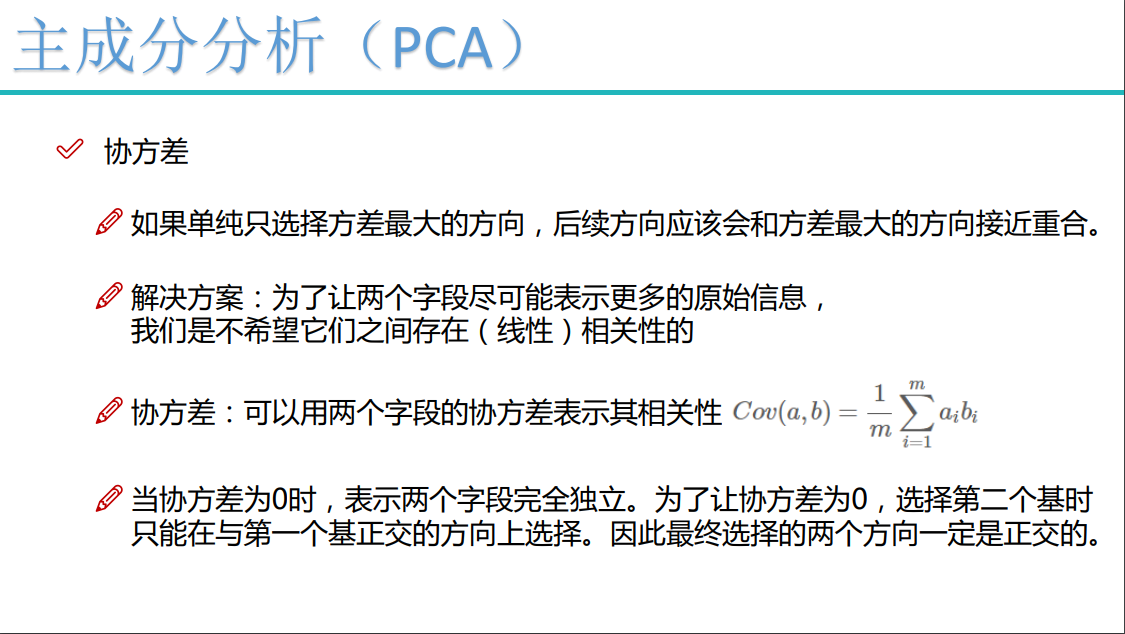 主成分分析（PCA）
协方差
如果单纯只选择方差最大的方向，后续方向应该会和方差最大的方向接近重合。
解决方案：为了让两个字段尽可能表示更多的原始信息，
我们是不希望它们之间存在（线性）相关性的
协方差：可以用两个字段的协方差表示其相关性 Cov(a,b) = \frac{1}{m} \sum_{i=1}^{m} a_i b_i
当协方差为0时，表示两个字段完全独立。为了让协方差为0，选择第二个基时
只能在与第一个基正交的方向上选择。因此最终选择的两个方向一定是正交的。